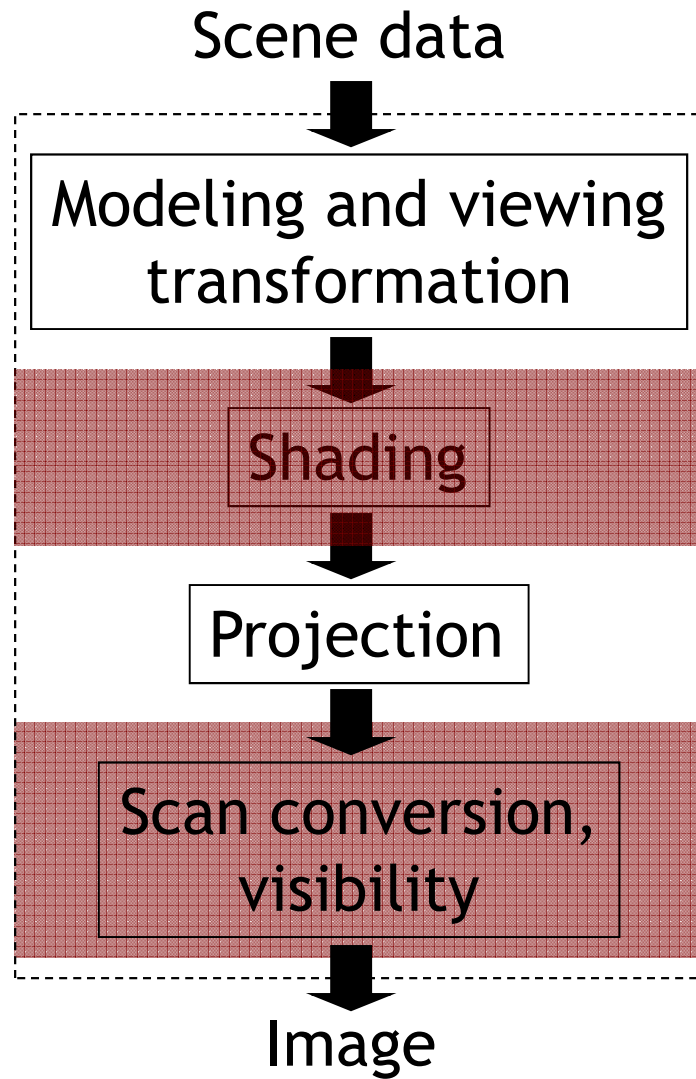 Scene data
Modeling and viewing
transformation
Shading
Projection
Scan conversion,
visibility
Image